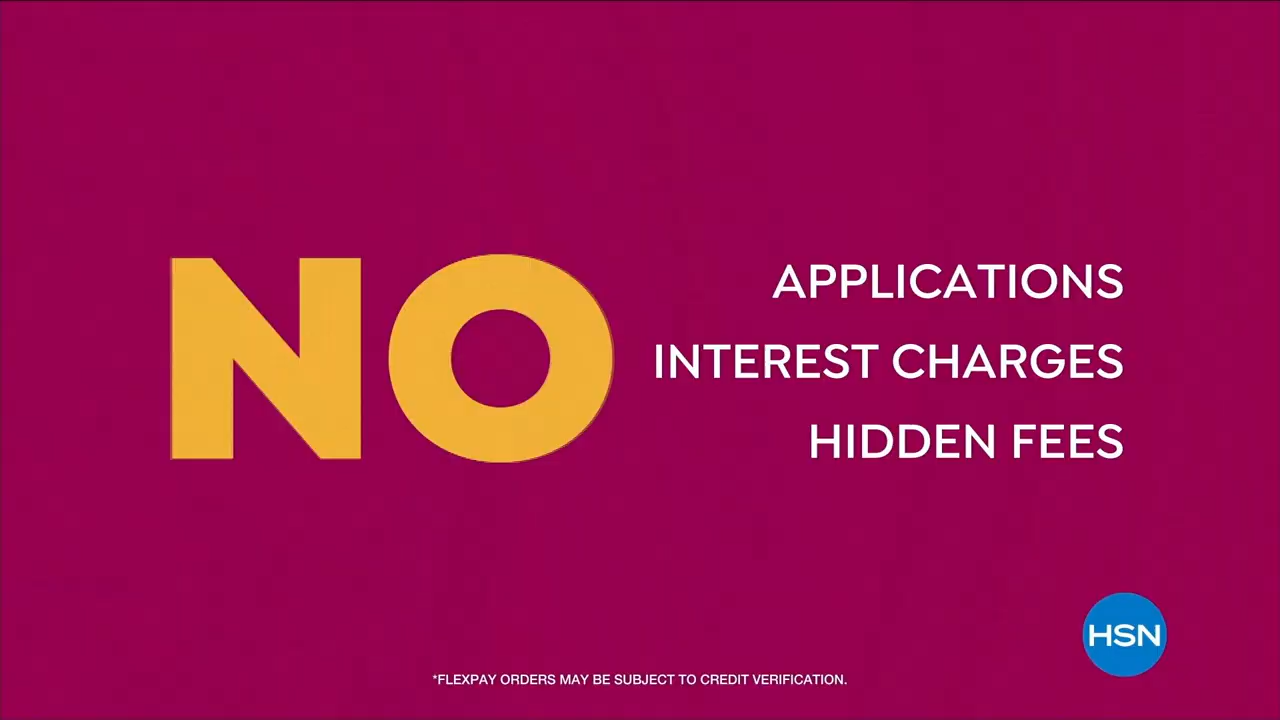 NO
APPLICATIONS
INTEREST CHARGES
HIDDEN FEES
HSN
*FLEXPAY ORDERS MAY BE SUBJECT TO CREDIT VERIFICATION.